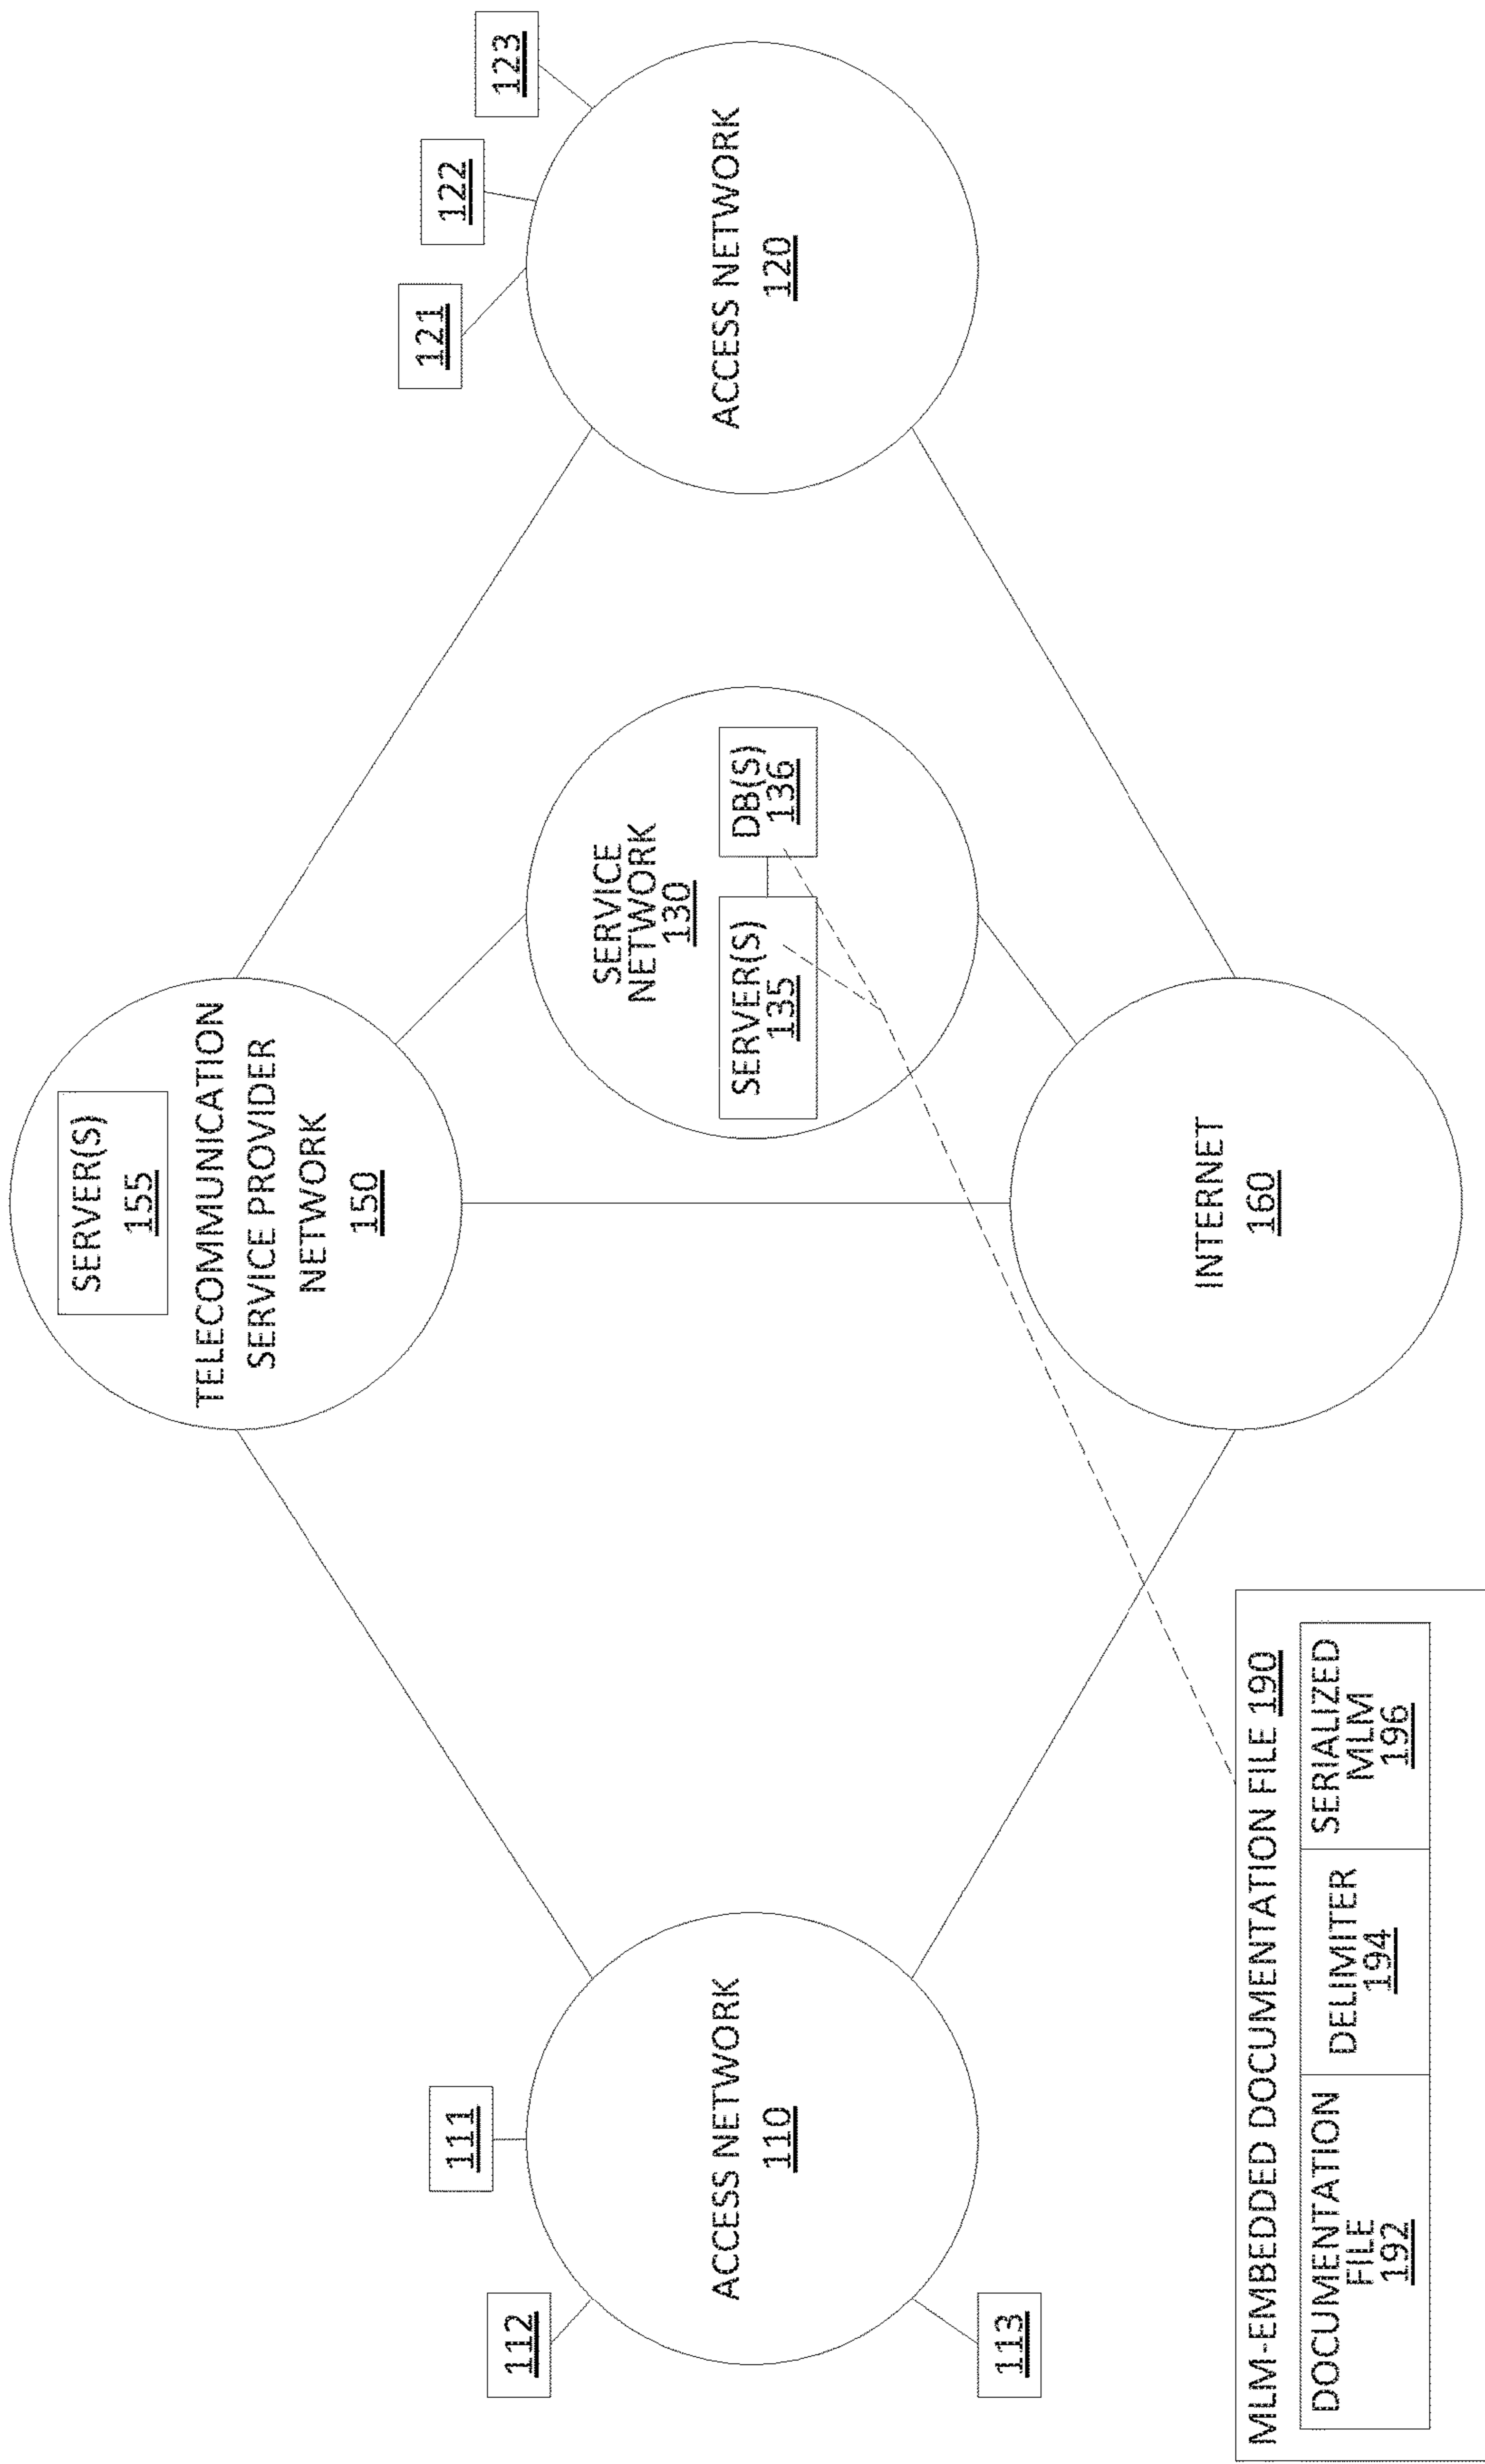 SERVER(S)
155
TELECOMMUNICATION
SERVICE PROVIDER
NETWORK
150
111
112
113
ACCESS NETWORK
110
SERVICE
NETWORK
130
SERVER(S)
135
DB(S)
136
121
122
123
ACCESS NETWORK
120
INTERNET
160
MLM-EMBEDDED DOCUMENTATION FILE 190
DOCUMENTATION
FILE
192
DELIMITER
194
SERIALIZED
MLM
196